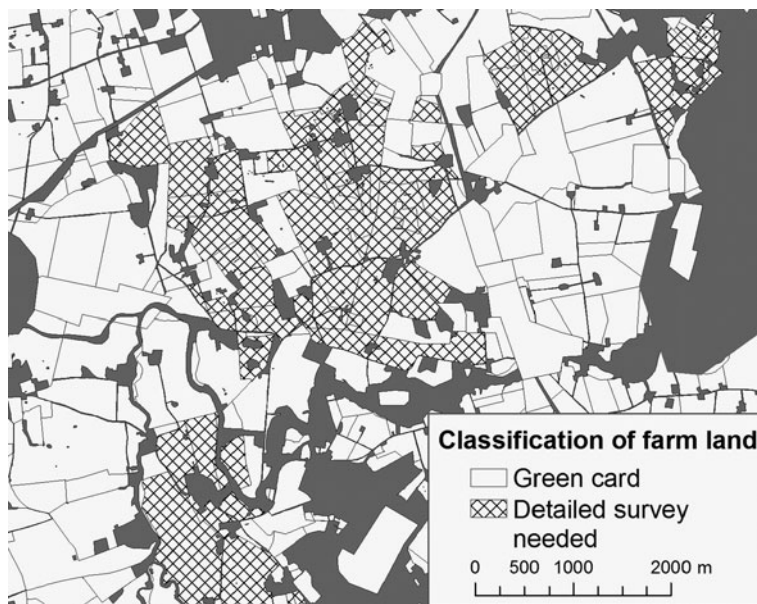 Classification of farm land
Green card
Detailed survey
needed
0 500 1000 2000 m